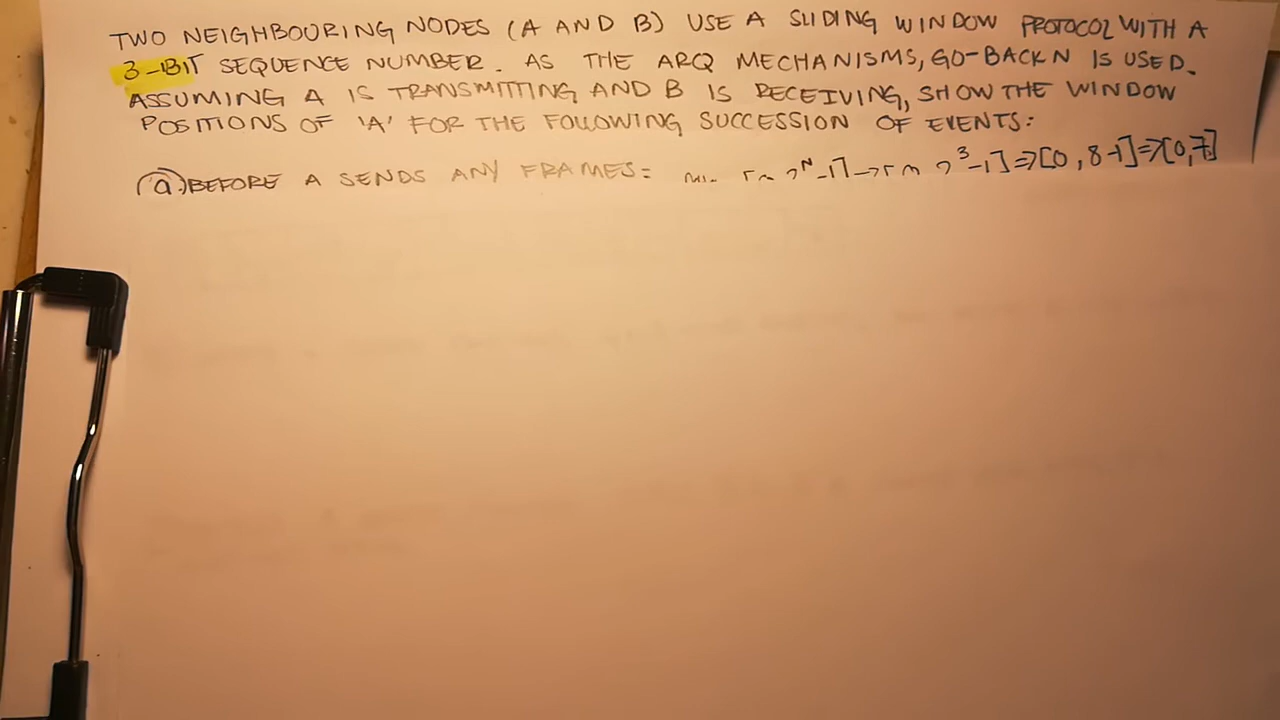 TWO NEIGHBOURING NODES (A AND B) USE A SLIDING WINDOW PROTOCOL WITH A
3-BIT SEQUENCE NUMBER. AS THE ARQ MECHANISMS, GO-BACK N IS USED.
ASSUMING A IS TRANSMITTING AND B IS RECEIVING, SHOW THE WINDOW
POSITIONS OF 'A' FOR THE FOLLOWING SUCCESSION OF EVENTS:
(a.) BEFORE A SENDS ANY FRAMES: 3-1]=>[0,8-1]=>[0,7]